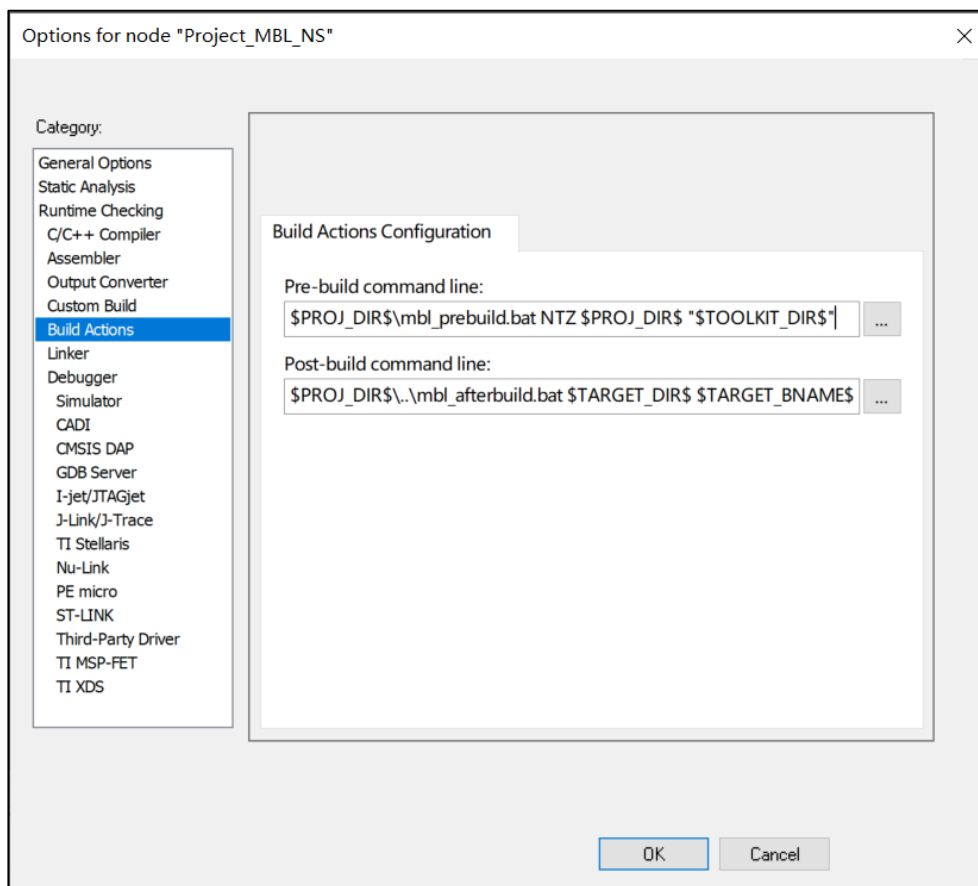 Options for node "Project_MBL_NS"
Category:
General Options
Static Analysis
Runtime Checking
C/C++ Compiler
Assembler
Output Converter
Custom Build
Build Actions
Linker
Debugger
Simulator
CADI
CMSIS DAP
GDB Server
I-jet/JTAGjet
J-Link/J-Trace
TI Stellaris
Nu-Link
PE micro
ST-LINK
Third-Party Driver
TI MSP-FET
TI XDS
Build Actions Configuration
Pre-build command line:
$PROJ_DIR$\mbl_prebuild.bat NTZ $PROJ_DIR$ "$TOOLKIT_DIR$"
...
Post-build command line:
$PROJ_DIR$\..\mbl_afterbuild.bat $TARGET_DIR$ $TARGET_BNAME$
...
OK
Cancel